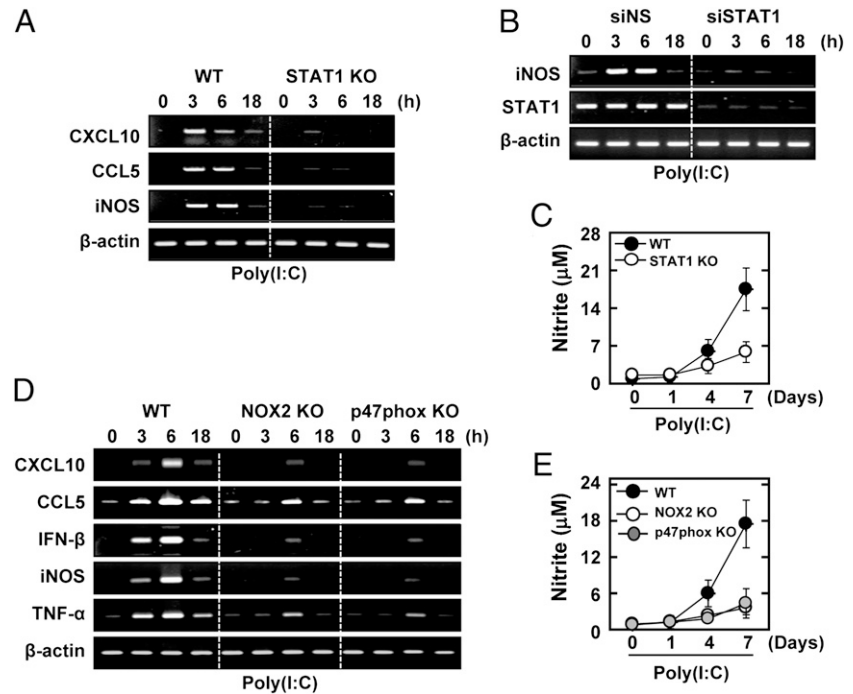 A
WT STAT1 KO
0 3 6 18 0 3 6 18 (h)
CXCL10
CCL5
iNOS
β-actin
Poly(I:C)
B
siNS siSTAT1
0 3 6 18 0 3 6 18 (h)
iNOS
STAT1
β-actin
Poly(I:C)
C
Nitrite (μM)
28
21
14
7
0
WT
STAT1 KO
0 1 4 7 (Days)
Poly(I:C)
D
WT NOX2 KO p47phox KO
0 3 6 18 0 3 6 18 0 3 6 18 (h)
CXCL10
CCL5
IFN-β
iNOS
TNF-α
β-actin
Poly(I:C)
E
Nitrite (μM)
24
18
12
6
0
WT
NOX2 KO
p47phox KO
0 1 4 7 (Days)
Poly(I:C)